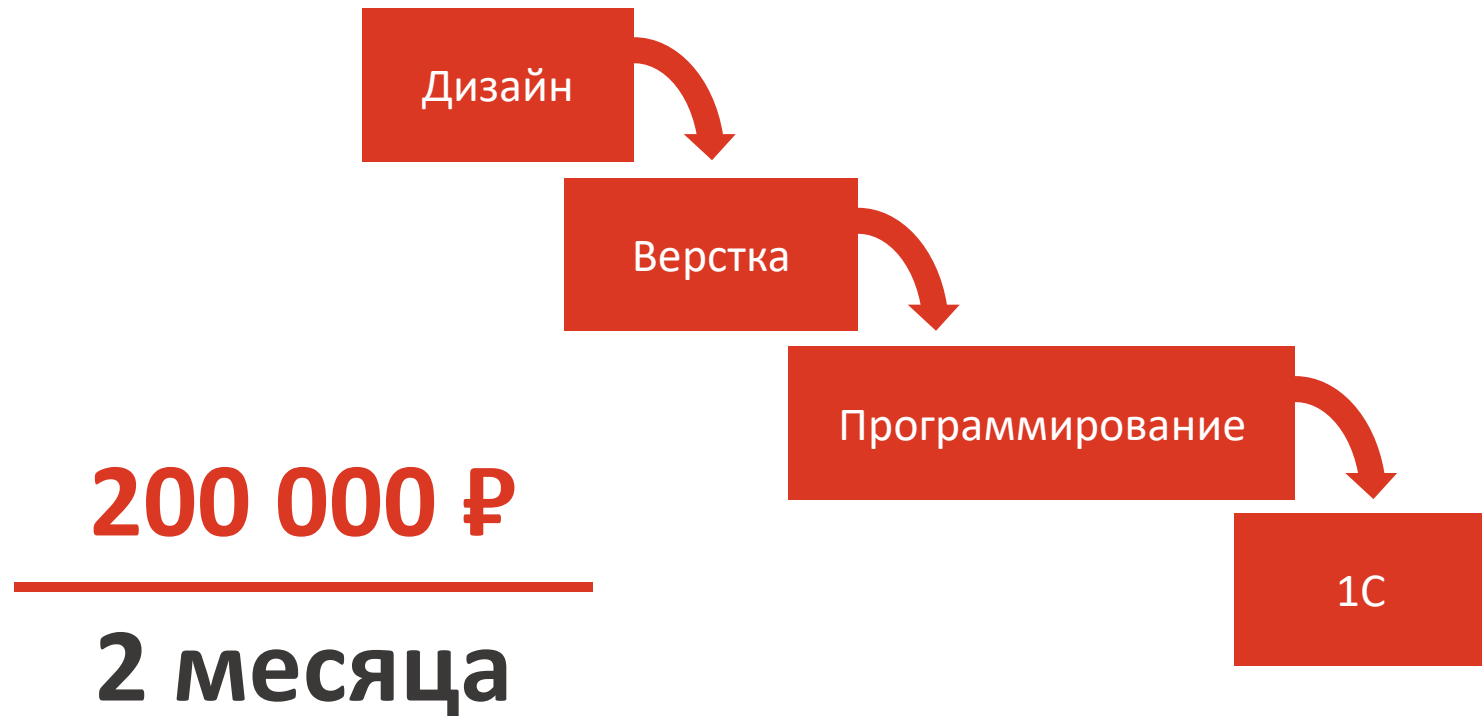 Дизайн
Верстка
Программирование
1С
200 000 ₽
2 месяца